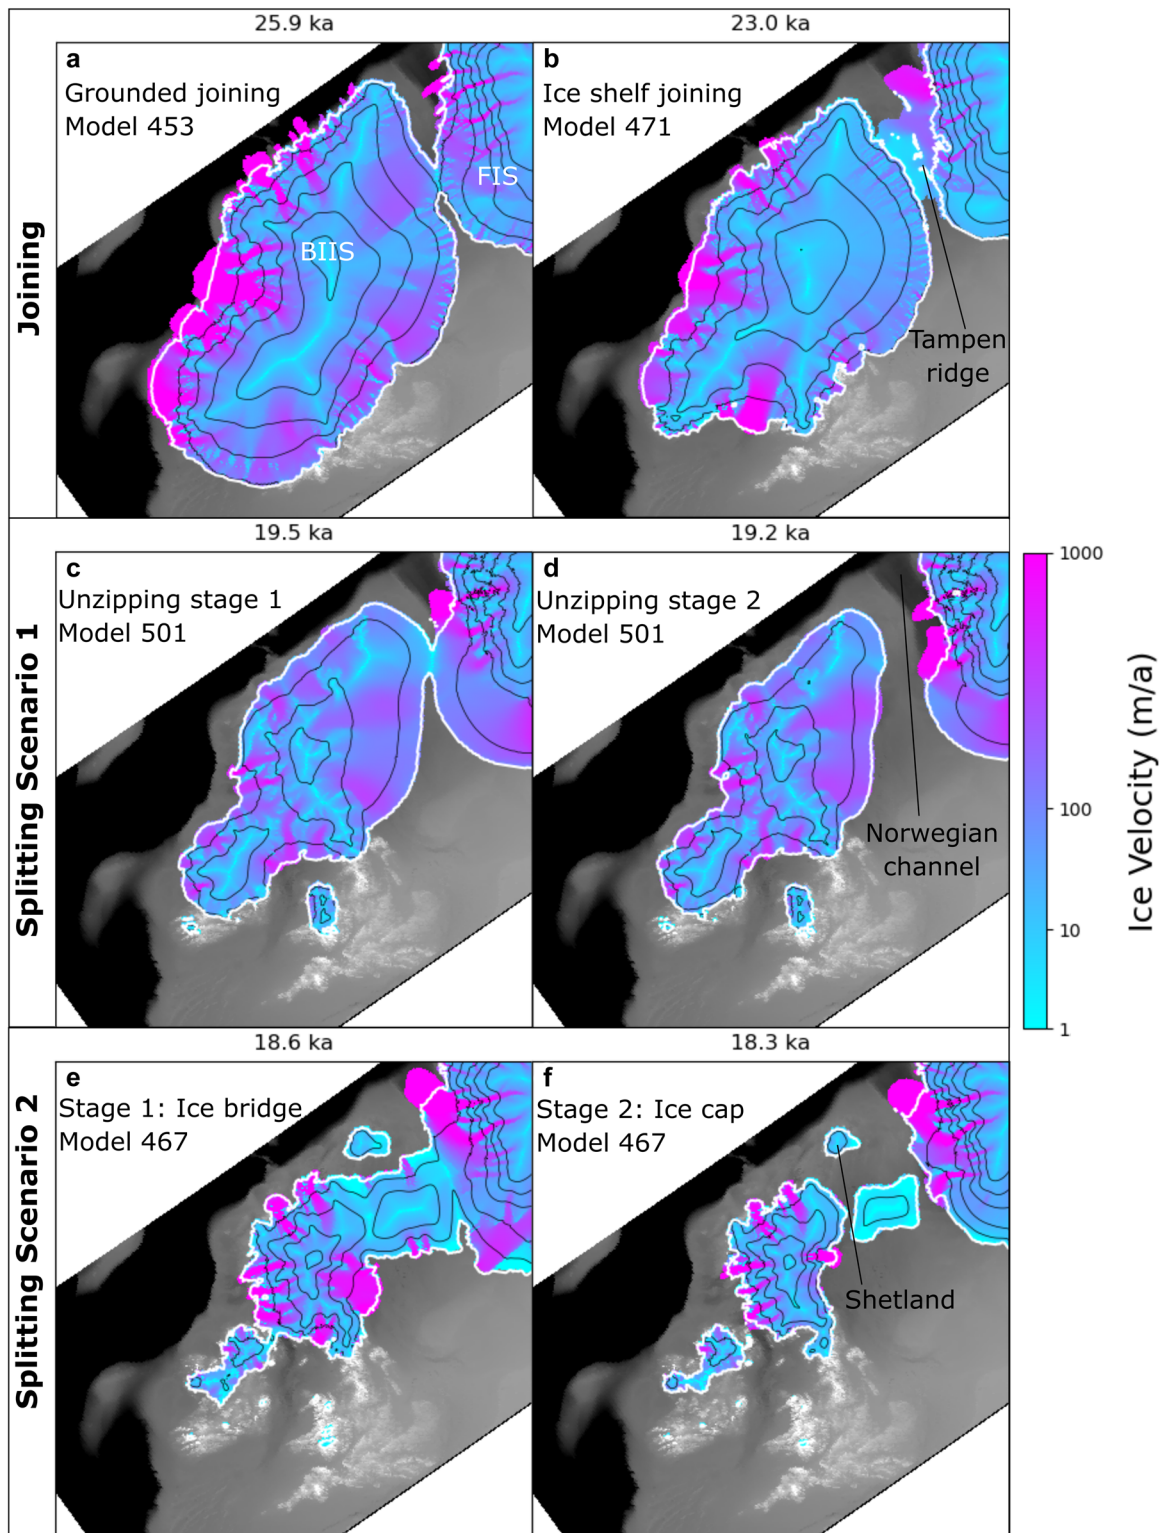 25.9 ka
23.0 ka
Joining
a
Grounded joining
Model 453
FIS
BIIS
b
Ice shelf joining
Model 471
Tampen
ridge
19.5 ka
19.2 ka
Splitting Scenario 1
c
Unzipping stage 1
Model 501
d
Unzipping stage 2
Model 501
Norwegian
channel
1000
100
10
1
Ice Velocity (m/a)
18.6 ka
18.3 ka
Splitting Scenario 2
e
Stage 1: Ice bridge
Model 467
f
Stage 2: Ice cap
Model 467
Shetland